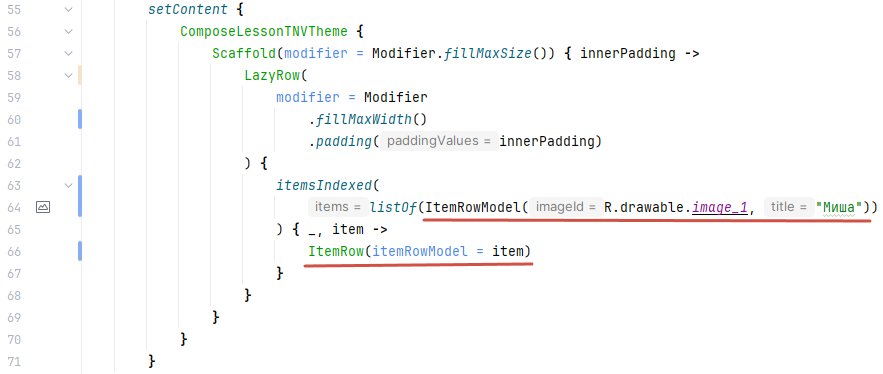 55 setContent {
56 ComposeLessonTNVTheme {
57 Scaffold(modifier = Modifier.fillMaxSize()) { innerPadding ->
58 LazyRow(
59 modifier = Modifier
60 .fillMaxWidth()
61 .padding( paddingValues = innerPadding)
62 ) {
63 itemsIndexed(
64 items = listOf(ItemRowModel( imageId = R.drawable.image_1, title = "Миша"))
65 ) { _, item ->
66 ItemRow(itemRowModel = item)
67 }
68 }
69 }
70 }
71 }